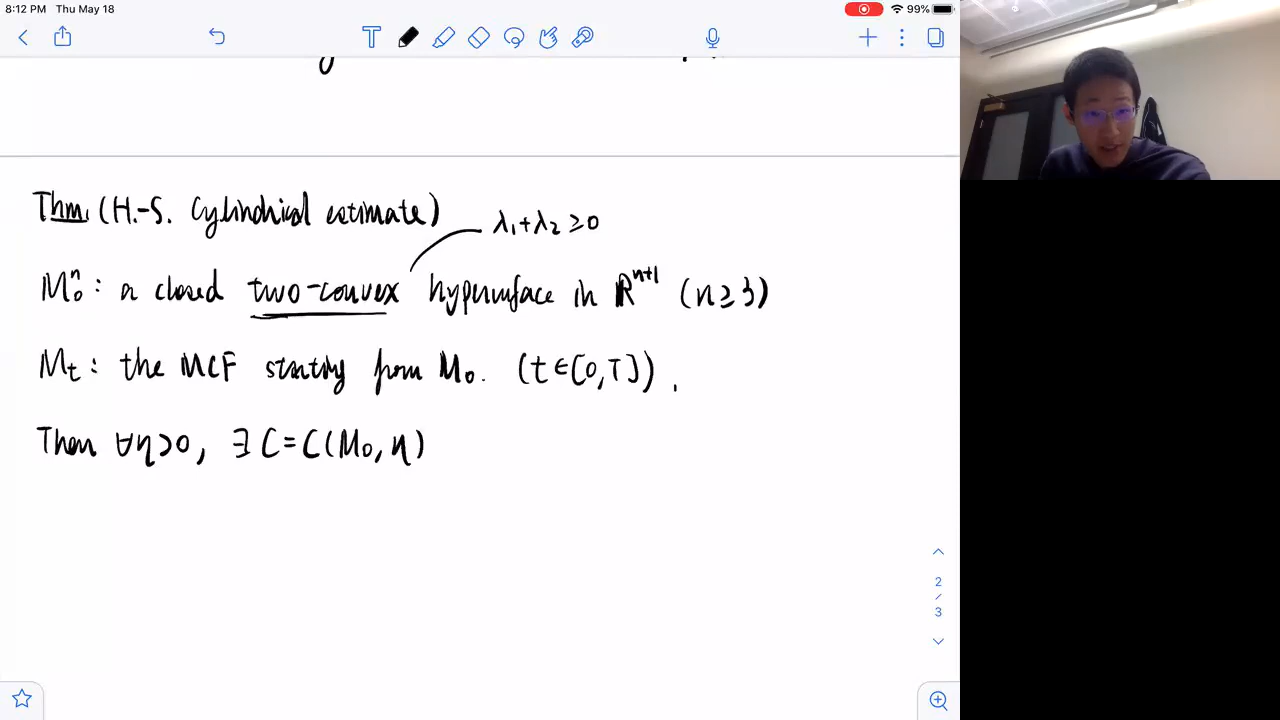 8:12 PM Thu May 18
99%
Thm. (H.-S. Cylindrical estimate)
λ₁+λ₂ ≥ 0
M₀ⁿ : a closed two-convex hypersurface in ℝⁿ⁺¹ (n ≥ 3)
Mₜ : the MCF starting from M₀. (t ∈ [0,T]).
Then ∀η>0, ∃ C = C(M₀, η)
2
/
3